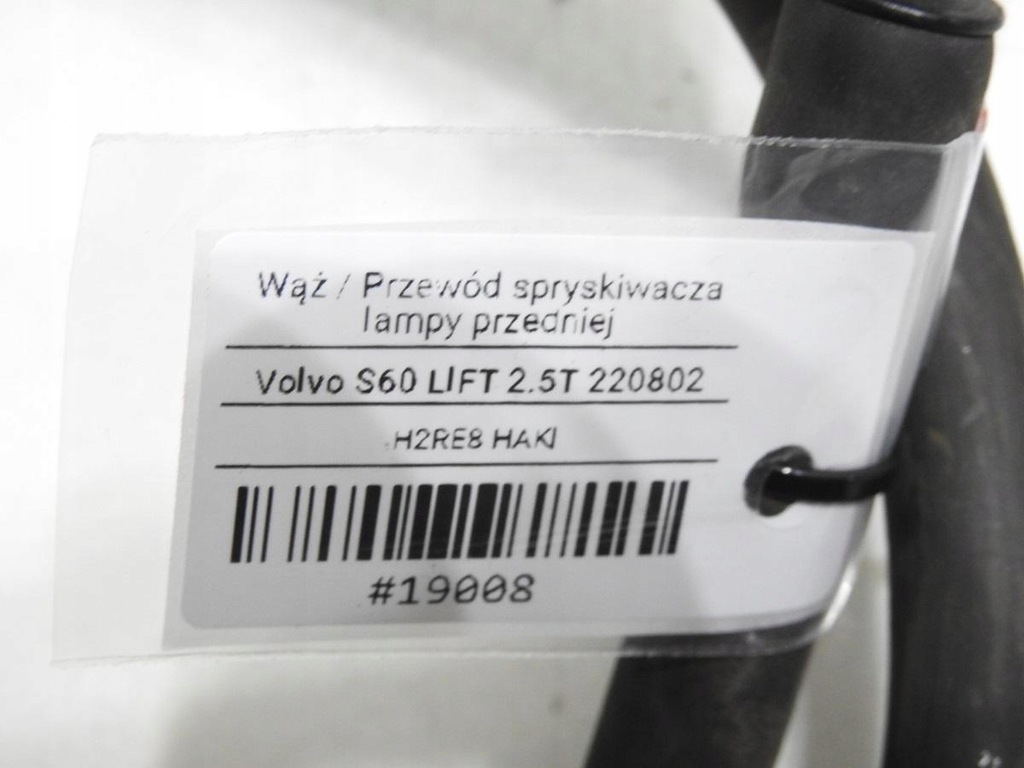 Wąż / Przewód spryskiwacza
lampy przedniej
Volvo S60 LIFT 2.5T 220802
H2RE8 HAKI
#19008